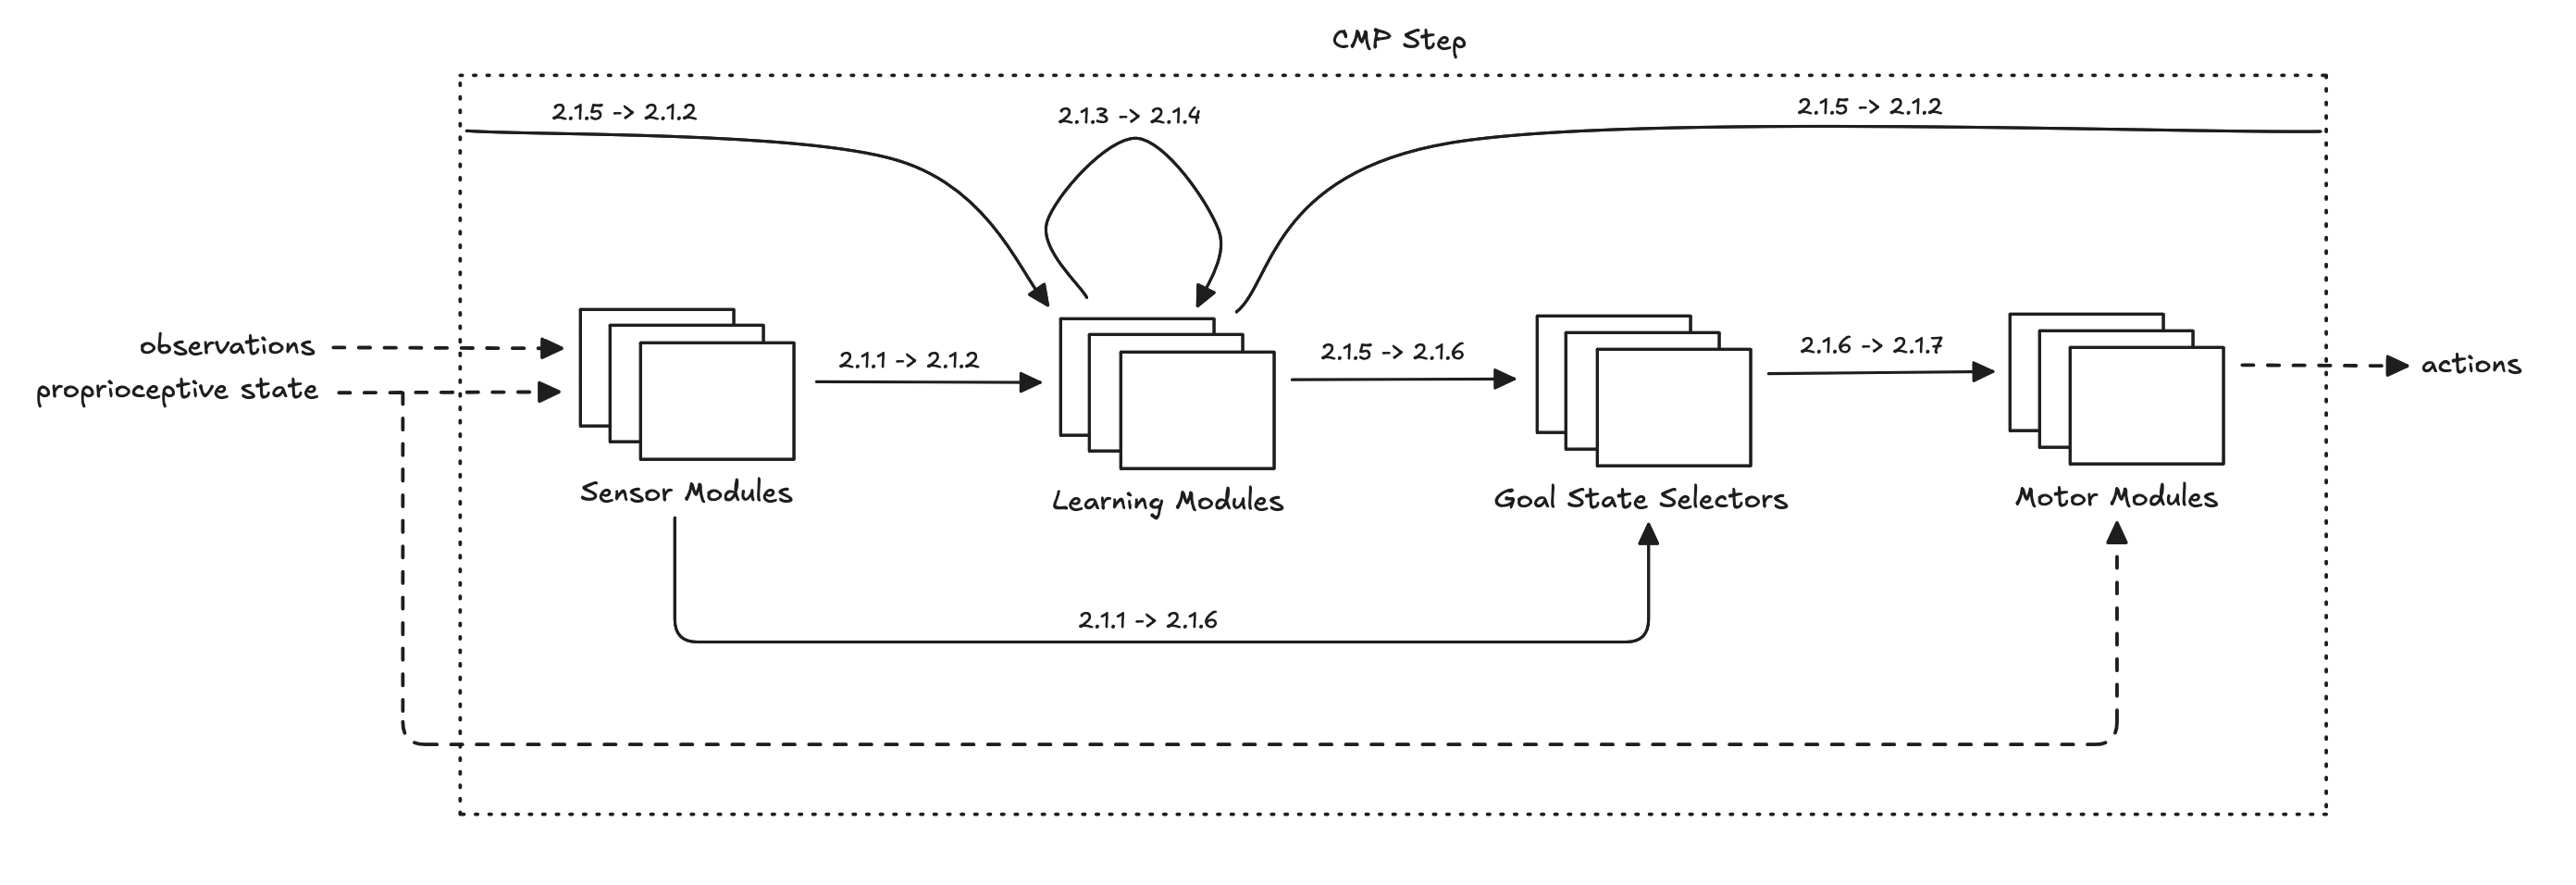 CMP Step
2.1.5 -> 2.1.2
2.1.3 -> 2.1.4
2.1.5 -> 2.1.2
observations
proprioceptive state
2.1.1 -> 2.1.2
2.1.5 -> 2.1.6
2.1.6 -> 2.1.7
actions
Sensor Modules
Learning Modules
Goal State Selectors
Motor Modules
2.1.1 -> 2.1.6